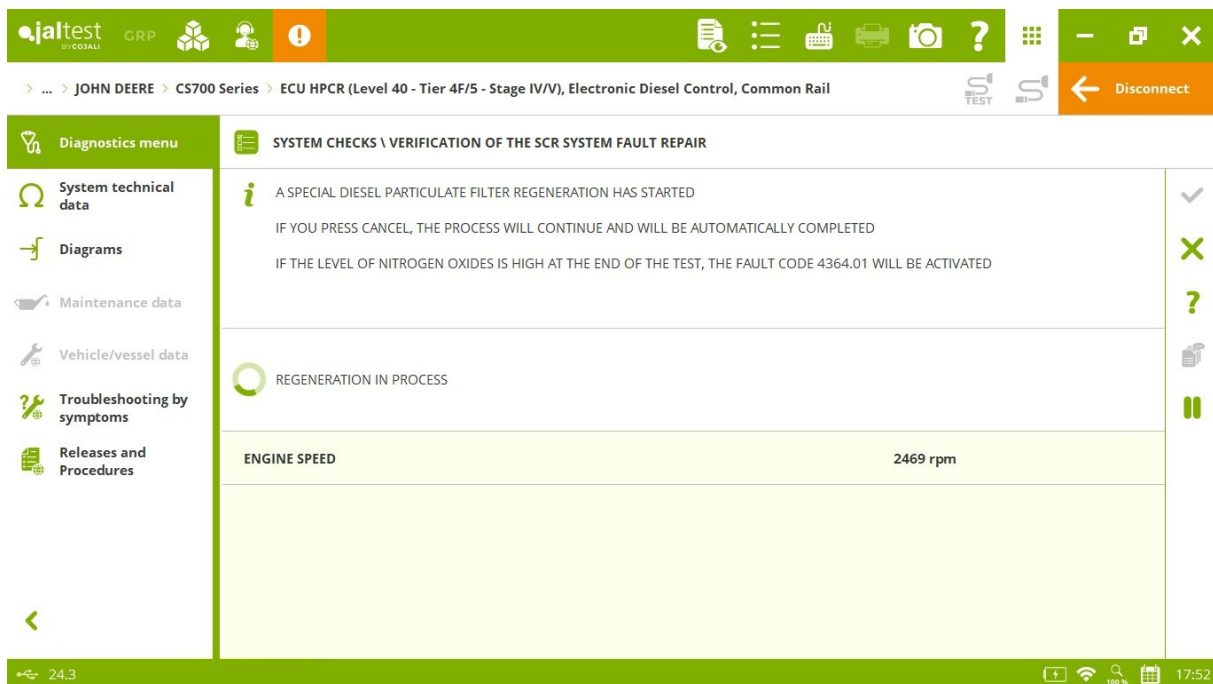 jaltest GRP
BY COJALI
> ... > JOHN DEERE > CS700 Series > ECU HPCR (Level 40 - Tier 4F/5 - Stage IV/V), Electronic Diesel Control, Common Rail
TEST
Disconnect
Diagnostics menu
System technical
data
Diagrams
Maintenance data
Vehicle/vessel data
Troubleshooting by
symptoms
Releases and
Procedures
SYSTEM CHECKS \ VERIFICATION OF THE SCR SYSTEM FAULT REPAIR
A SPECIAL DIESEL PARTICULATE FILTER REGENERATION HAS STARTED
IF YOU PRESS CANCEL, THE PROCESS WILL CONTINUE AND WILL BE AUTOMATICALLY COMPLETED
IF THE LEVEL OF NITROGEN OXIDES IS HIGH AT THE END OF THE TEST, THE FAULT CODE 4364.01 WILL BE ACTIVATED
REGENERATION IN PROCESS
ENGINE SPEED 2469 rpm
24.3
100 %
17:52